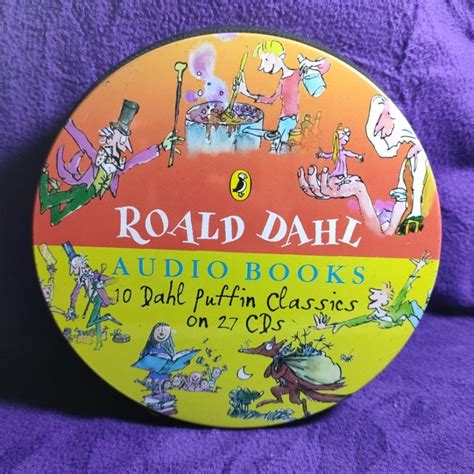 ROALD DAHL
AUDIO BOOKS
10 Dahl Puffin Classics
on 27 CDs